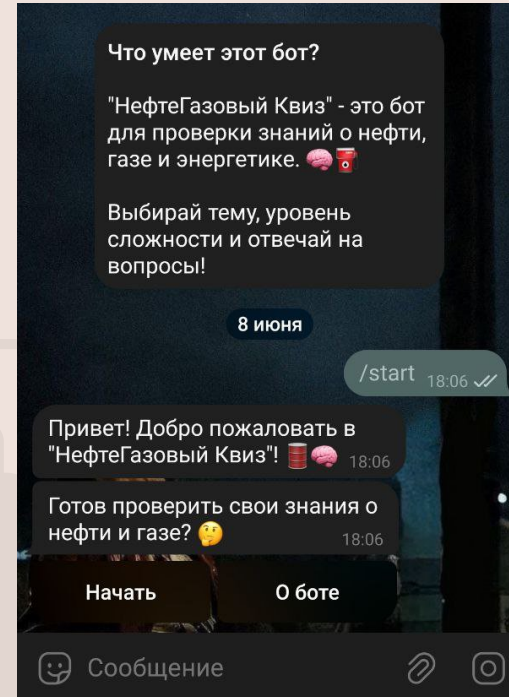 Что умеет этот бот?
"НефтеГазовый Квиз" - это бот
для проверки знаний о нефти,
газе и энергетике. 🧠⛽
Выбирай тему, уровень
сложности и отвечай на
вопросы!
8 июня
/start 18:06
Привет! Добро пожаловать в
"НефтеГазовый Квиз"! 🛢️🧠 18:06
Готов проверить свои знания о
нефти и газе? 🤔 18:06
Начать
О боте
Сообщение